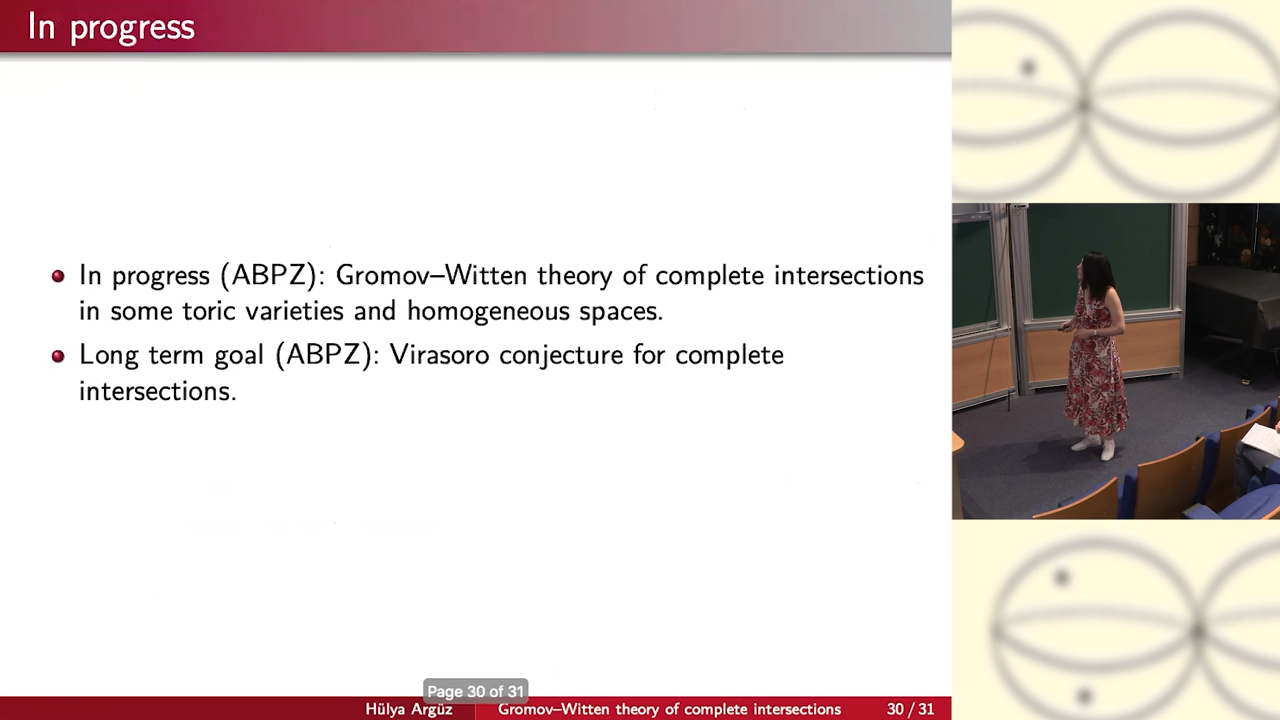 In progress
In progress (ABPZ): Gromov–Witten theory of complete intersections
in some toric varieties and homogeneous spaces.
Long term goal (ABPZ): Virasoro conjecture for complete
intersections.
Page 30 of 31
Hülya Argüz Gromov–Witten theory of complete intersections 30 / 31